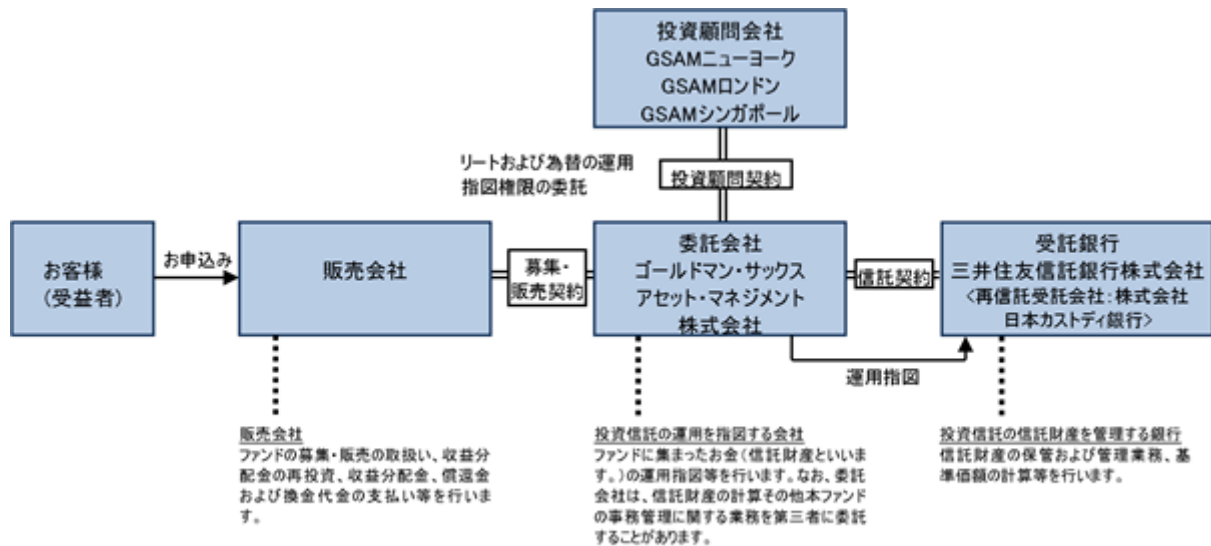 投資顧問会社
GSAMニューヨーク
GSAMロンドン
GSAMシンガポール
リートおよび為替の運用
指図権限の委託
投資顧問契約
お客様
(受益者)
お申込み
販売会社
募集・
販売契約
委託会社
ゴールドマン・サックス
アセット・マネジメント
株式会社
信託契約
受託銀行
三井住友信託銀行株式会社
<再信託受託会社:株式会社
日本カストディ銀行>
運用指図
販売会社
ファンドの募集・販売の取扱い、収益分
配金の再投資、収益分配金、償還金
および換金代金の支払い等を行いま
す。
投資信託の運用を指図する会社
ファンドに集まったお金(信託財産といいま
す。)の運用指図等を行います。なお、委託
会社は、信託財産の計算その他本ファンド
の事務管理に関する業務を第三者に委託
することがあります。
投資信託の信託財産を管理する銀行
信託財産の保管および管理業務、基
準価額の計算等を行います。